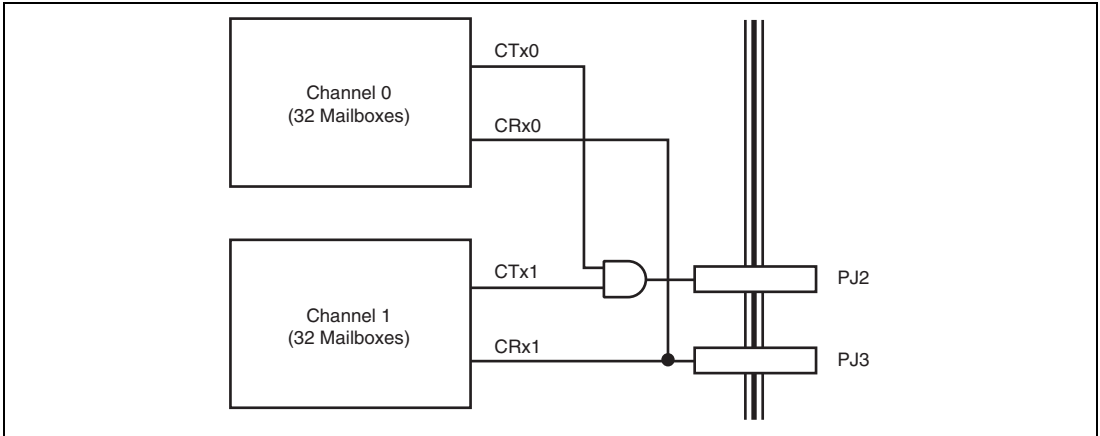 CTx0
Channel 0
(32 Mailboxes)
CRx0
CTx1
PJ2
Channel 1
(32 Mailboxes)
CRx1
PJ3